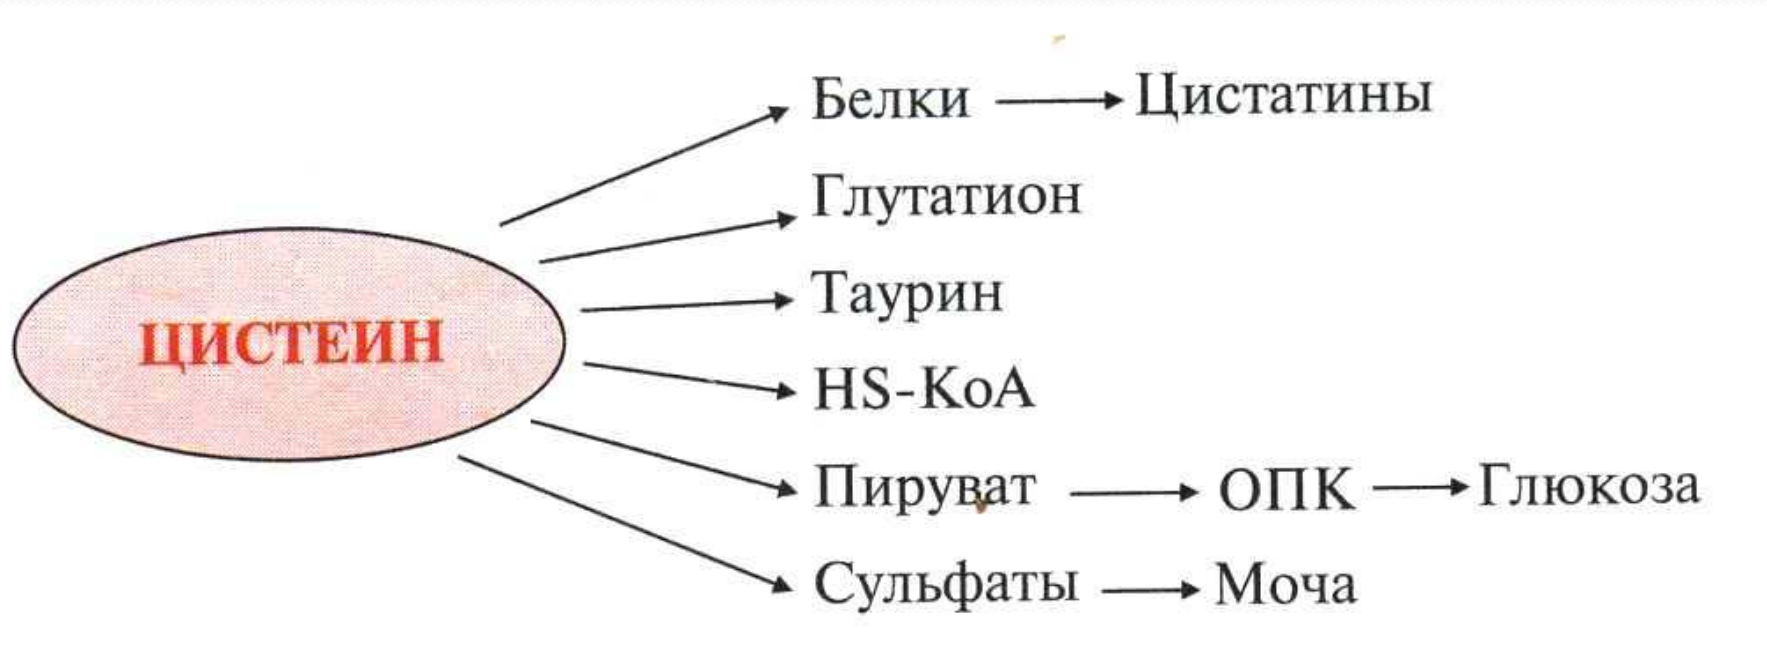 Белки → Цистатины
Глутатион
Таурин
ЦИСТЕИН
HS-КоА
Пируват → ОПК → Глюкоза
Сульфаты → Моча